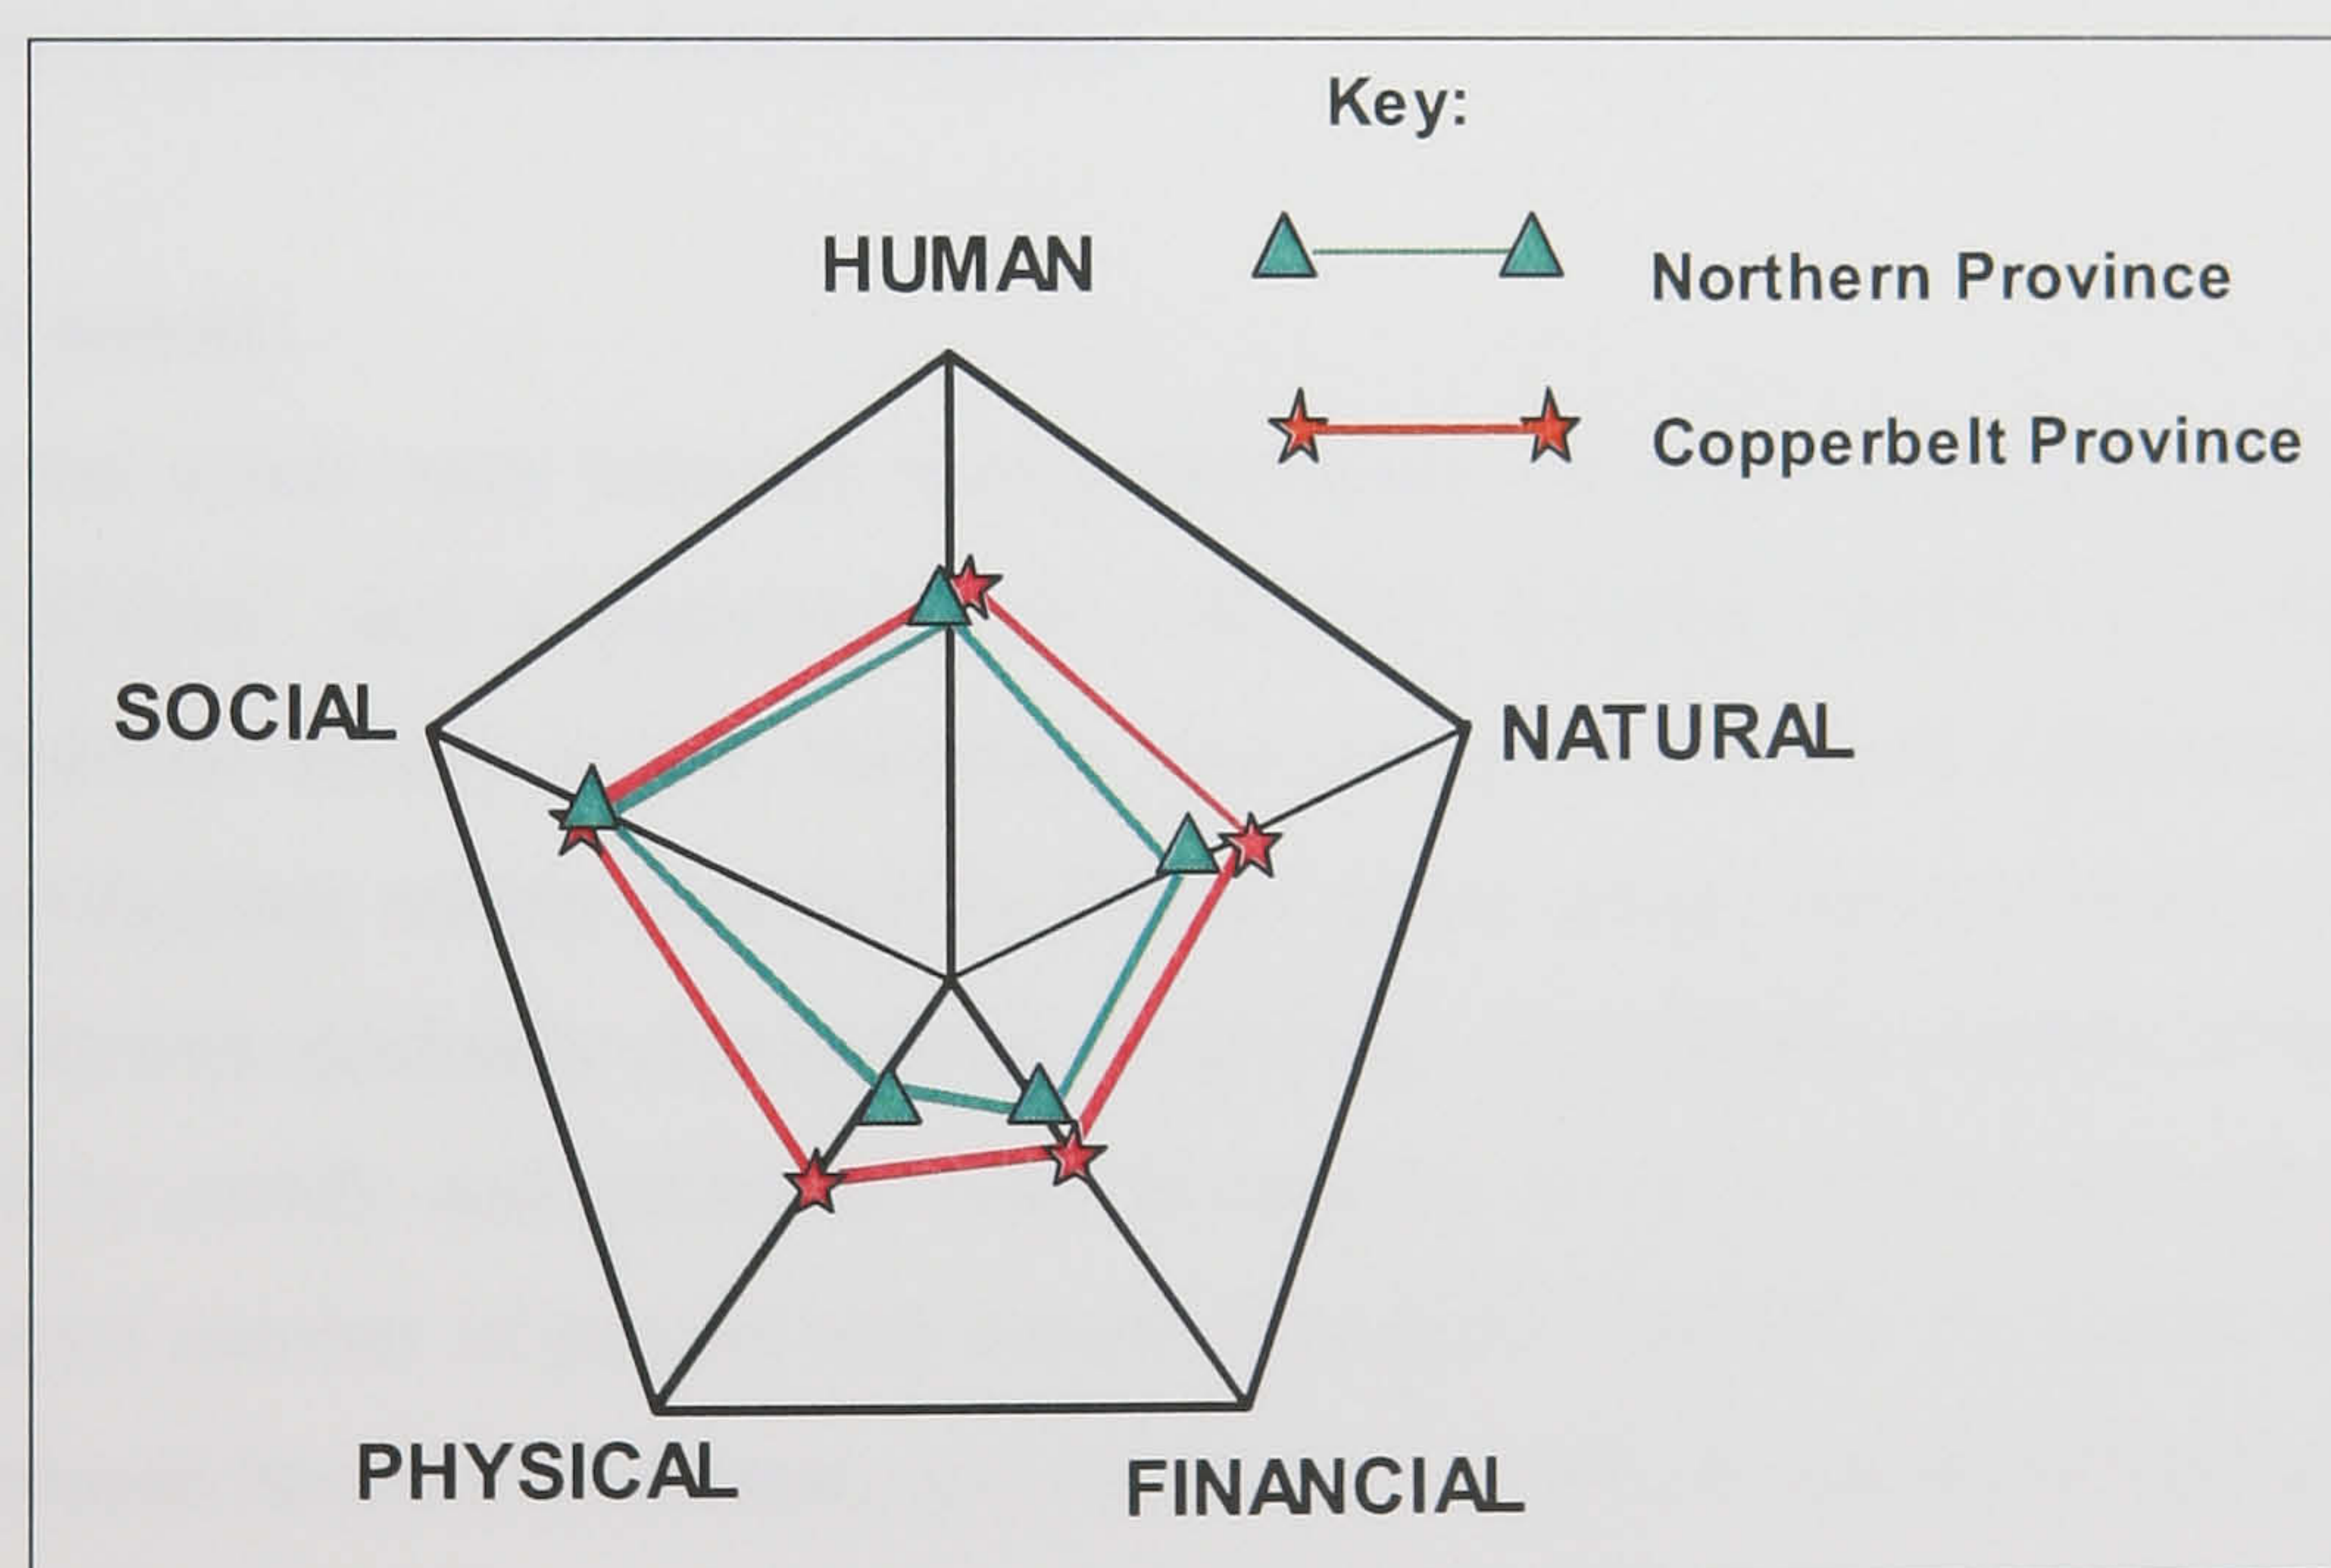 Key:
HUMAN
Northern Province
Copperbelt Province
SOCIAL
NATURAL
PHYSICAL
FINANCIAL